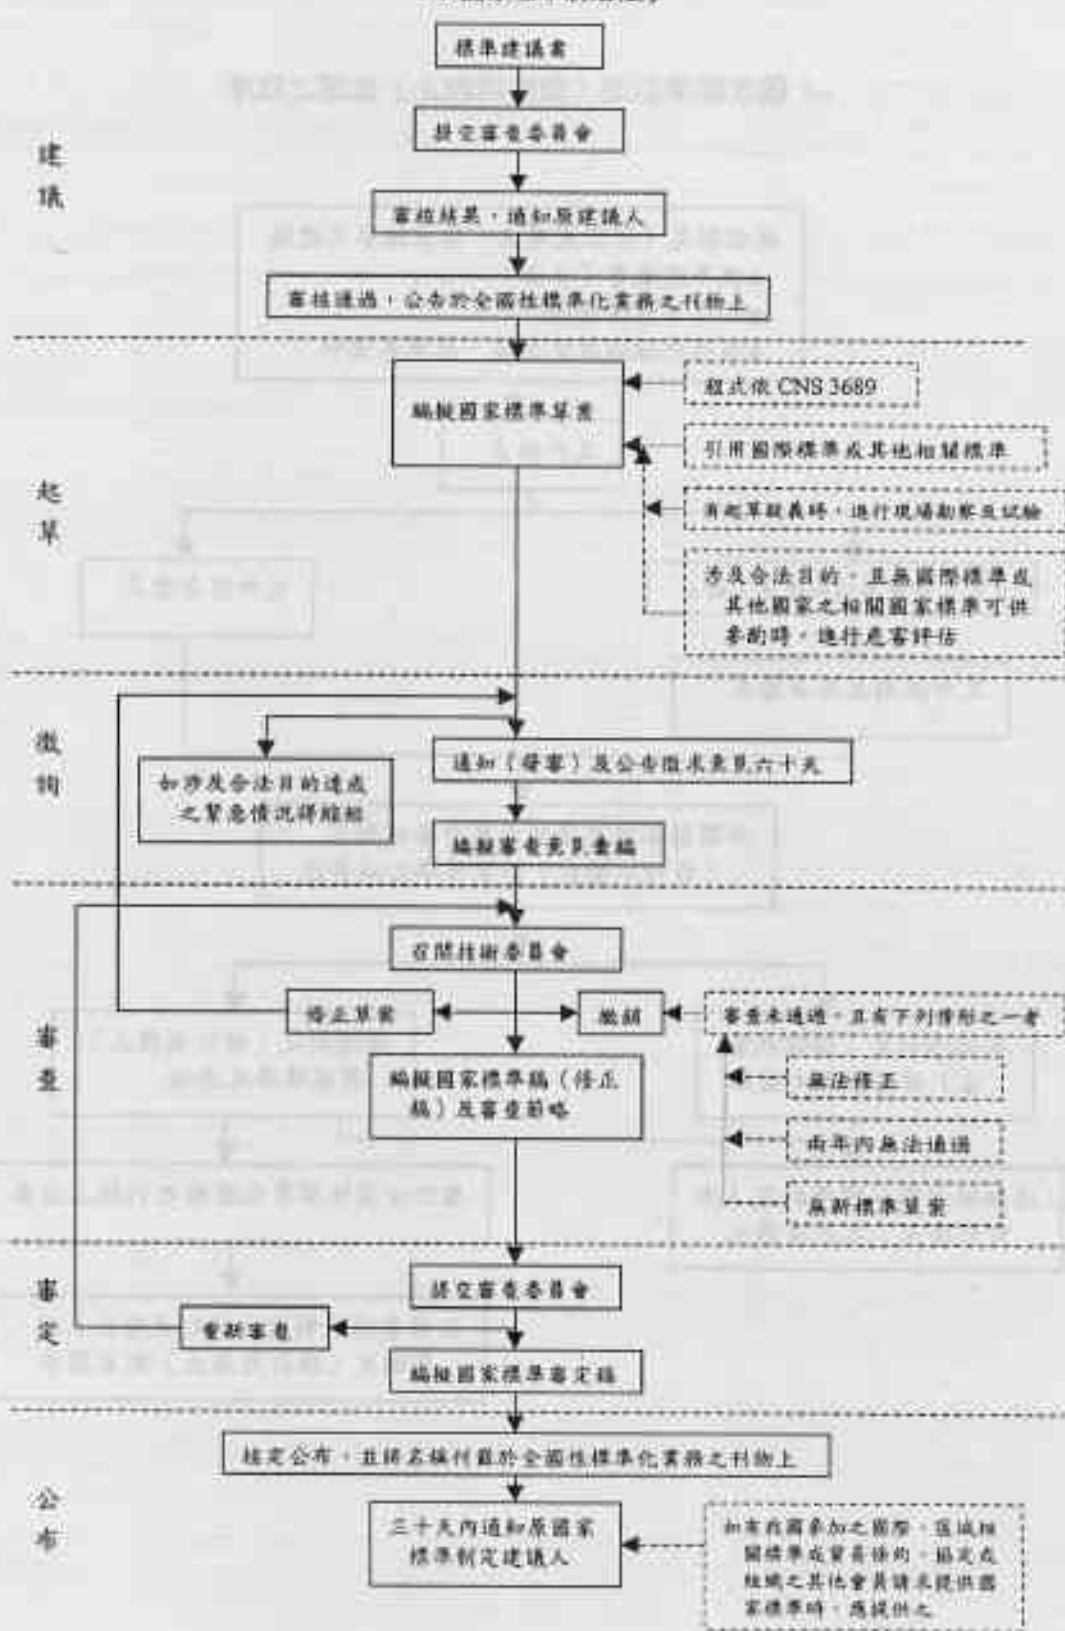 標準建議書
提交審查委員會
建
議
審核結果，通知原建議人
審核通過，公告於全國性標準化業務之刊物上
編擬國家標準草案
程式依 CNS 3689
引用國際標準或其他相關標準
起
草
有起草疑義時，進行現場勘察及試驗
涉及合法目的，且無國際標準或
其他國家之相關國家標準可供
參酌時，進行危害評估
徵
詢
通知（發審）及公告徵求意見六十天
如涉及合法目的達成
之緊急情況得縮短
編擬審查意見彙編
召開技術委員會
審
查
修正草案
撤銷
審查未通過，且有下列情形之一者
編擬國家標準稿（修正
稿）及審查節略
無法修正
兩年內無法通過
無新標準草案
審
定
提交審查委員會
重新審查
編擬國家標準審定稿
核定公布，並將名稱刊載於全國性標準化業務之刊物上
公
布
三十天內通知原國家
標準制定建議人
如有我國參加之國際、區域相
關標準或貿易條約、協定或
組織之其他會員請求提供國
家標準時，應提供之